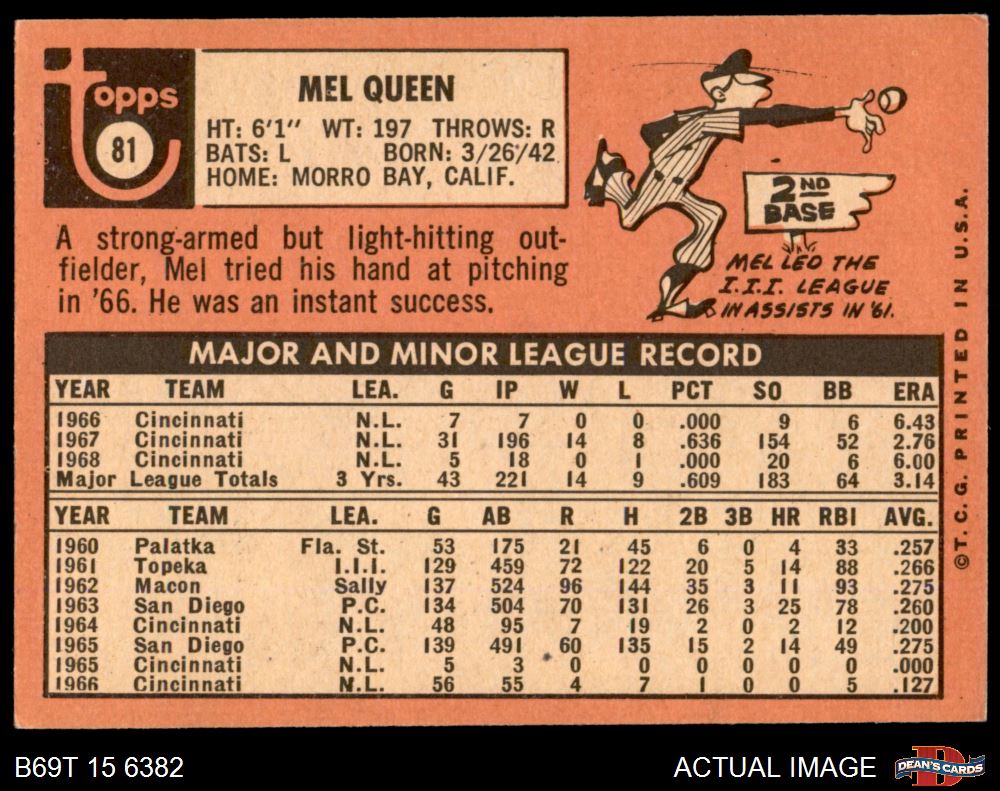 topps
81
MEL QUEEN
HT: 6'1" WT: 197 THROWS: R
BATS: L BORN: 3/26/42
HOME: MORRO BAY, CALIF.
A strong-armed but light-hitting out-
fielder, Mel tried his hand at pitching
in '66. He was an instant success.
2ND
BASE
MEL LED THE
I.I.I. LEAGUE
IN ASSISTS IN '61.
MAJOR AND MINOR LEAGUE RECORD
YEAR TEAM LEA. G IP W L PCT SO BB ERA
1966 Cincinnati N.L. 7 7 0 0 .000 9 6 6.43
1967 Cincinnati N.L. 31 196 14 8 .636 154 52 2.76
1968 Cincinnati N.L. 5 18 0 1 .000 20 6 6.00
Major League Totals 3 Yrs. 43 221 14 9 .609 183 64 3.14
YEAR TEAM LEA. G AB R H 2B 3B HR RBI AVG.
1960 Palatka Fla. St. 53 175 21 45 6 0 4 33 .257
1961 Topeka I.I.I. 129 459 72 122 20 5 14 88 .266
1962 Macon Sally 137 524 96 144 35 3 11 93 .275
1963 San Diego P.C. 134 504 70 131 26 3 25 78 .260
1964 Cincinnati N.L. 48 95 7 19 2 0 2 12 .200
1965 San Diego P.C. 139 491 60 135 15 2 14 49 .275
1965 Cincinnati N.L. 5 3 0 0 0 0 0 0 .000
1966 Cincinnati N.L. 56 55 4 7 1 0 0 5 .127
©T. C. G. PRINTED IN U.S.A.
B69T 15 6382
ACTUAL IMAGE
DEAN'S CARDS